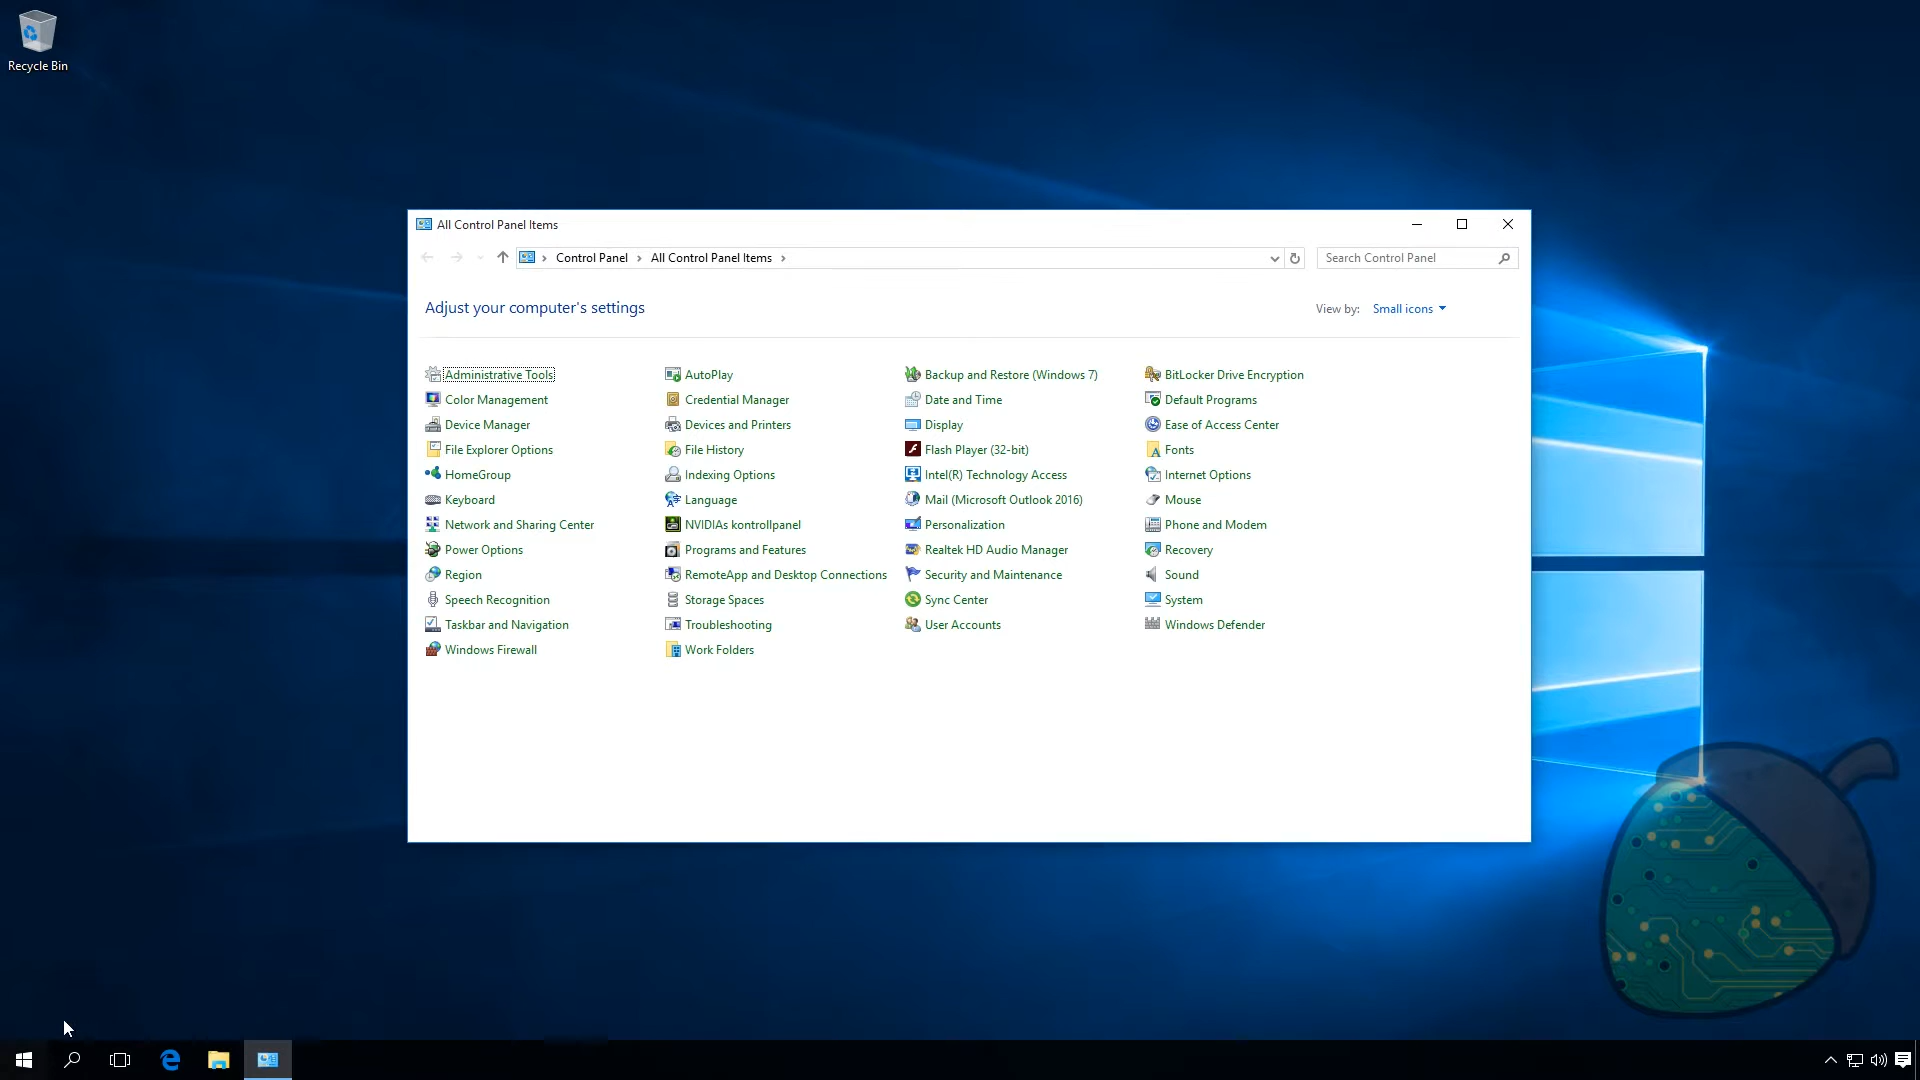 Recycle Bin
All Control Panel Items
Control Panel All Control Panel Items Search Control Panel
Adjust your computer's settings View by: Small icons
Administrative Tools AutoPlay Backup and Restore (Windows 7) BitLocker Drive Encryption
Color Management Credential Manager Date and Time Default Programs
Device Manager Devices and Printers Display Ease of Access Center
File Explorer Options File History Flash Player (32-bit) Fonts
HomeGroup Indexing Options Intel(R) Technology Access Internet Options
Keyboard Language Mail (Microsoft Outlook 2016) Mouse
Network and Sharing Center NVIDIAs kontrollpanel Personalization Phone and Modem
Power Options Programs and Features Realtek HD Audio Manager Recovery
Region RemoteApp and Desktop Connections Security and Maintenance Sound
Speech Recognition Storage Spaces Sync Center System
Taskbar and Navigation Troubleshooting User Accounts Windows Defender
Windows Firewall Work Folders